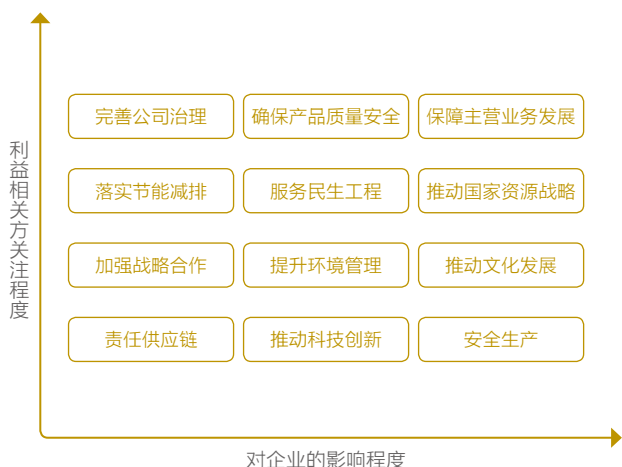 利益相关方关注程度
完善公司治理
确保产品质量安全
保障主营业务发展
落实节能减排
服务民生工程
推动国家资源战略
加强战略合作
提升环境管理
推动文化发展
责任供应链
推动科技创新
安全生产
对企业的影响程度